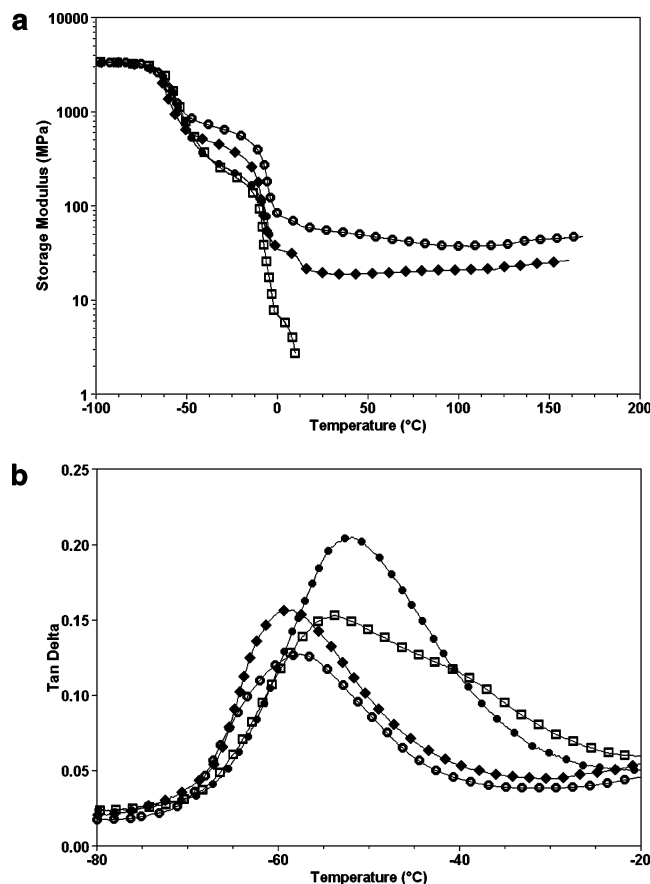 a
10000
1000
100
10
1
Storage Modulus (MPa)
-100 -50 0 50 100 150 200
Temperature (°C)
b
0.25
0.20
0.15
0.10
0.05
0.00
Tan Delta
-80 -60 -40 -20
Temperature (°C)